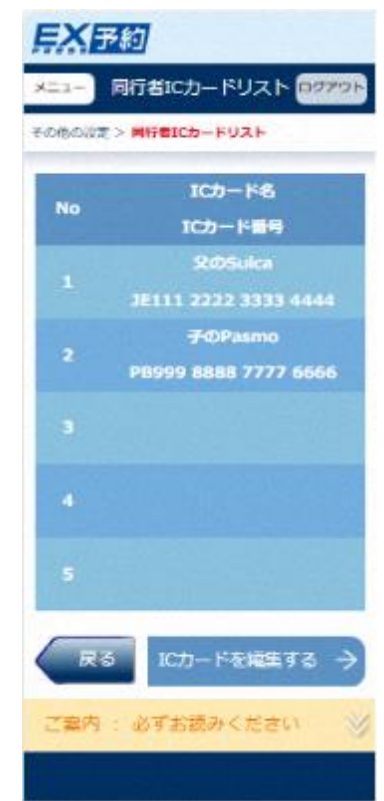 EX予約
メニュー 同行者ICカードリスト ログアウト
その他の設定 > 同行者ICカードリスト
No
ICカード名
ICカード番号
1
父のSuica
JE111 2222 3333 4444
2
子のPasmo
PB999 8888 7777 6666
3
4
5
戻る ICカードを編集する →
ご案内 : 必ずお読みください